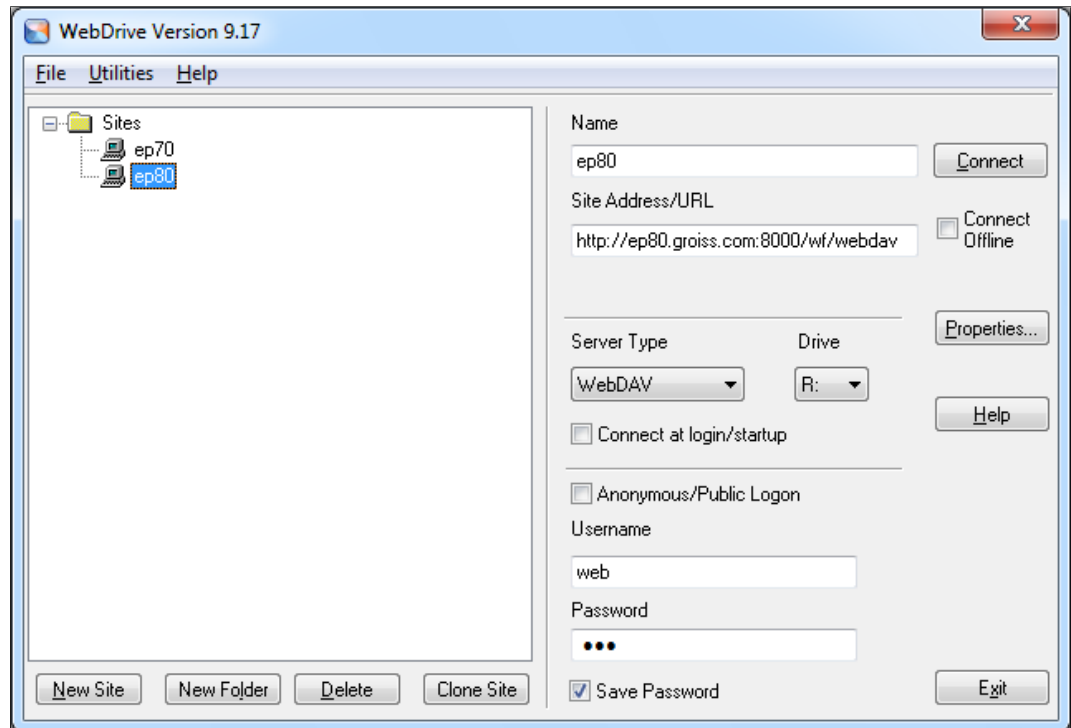 WebDrive Version 9.17
File Utilities Help
Sites
ep70
ep80
New Site New Folder Delete Clone Site
Name
ep80
Connect
Site Address/URL
http://ep80.groiss.com:8000/wf/webdav
Connect
Offline
Properties...
Server Type Drive
WebDAV R:
Help
Connect at login/startup
Anonymous/Public Logon
Username
web
Password
●●●
Save Password
Exit